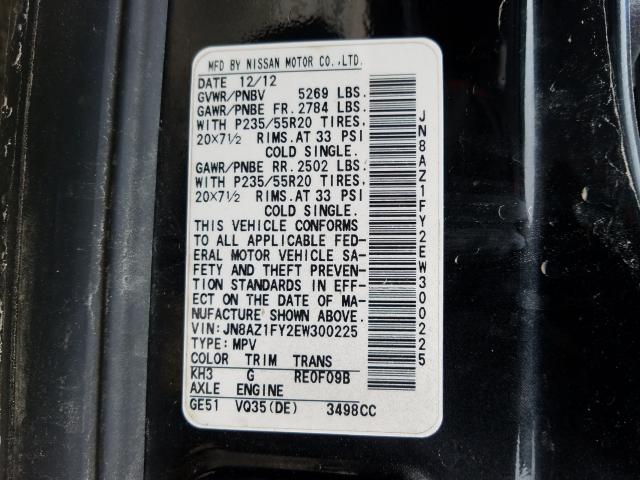 MFD BY NISSAN MOTOR CO.,LTD.
DATE 12/12
GVWR/PNBV 5269 LBS.
GAWR/PNBE FR. 2784 LBS.
WITH P235/55R20 TIRES,
20×7½ RIMS.AT 33 PSI
COLD SINGLE.
GAWR/PNBE RR. 2502 LBS.
WITH P235/55R20 TIRES,
20×7½ RIMS.AT 33 PSI
COLD SINGLE.
THIS VEHICLE CONFORMS
TO ALL APPLICABLE FED-
ERAL MOTOR VEHICLE SA-
FETY AND THEFT PREVEN-
TION STANDARDS IN EFF-
ECT ON THE DATE OF MA-
NUFACTURE SHOWN ABOVE.
VIN: JN8AZ1FY2EW300225
TYPE: MPV
COLOR TRIM TRANS
KH3 G RE0F09B
AXLE ENGINE
GE51 VQ35(DE) 3498CC
JN8AZ1FY2EW300225